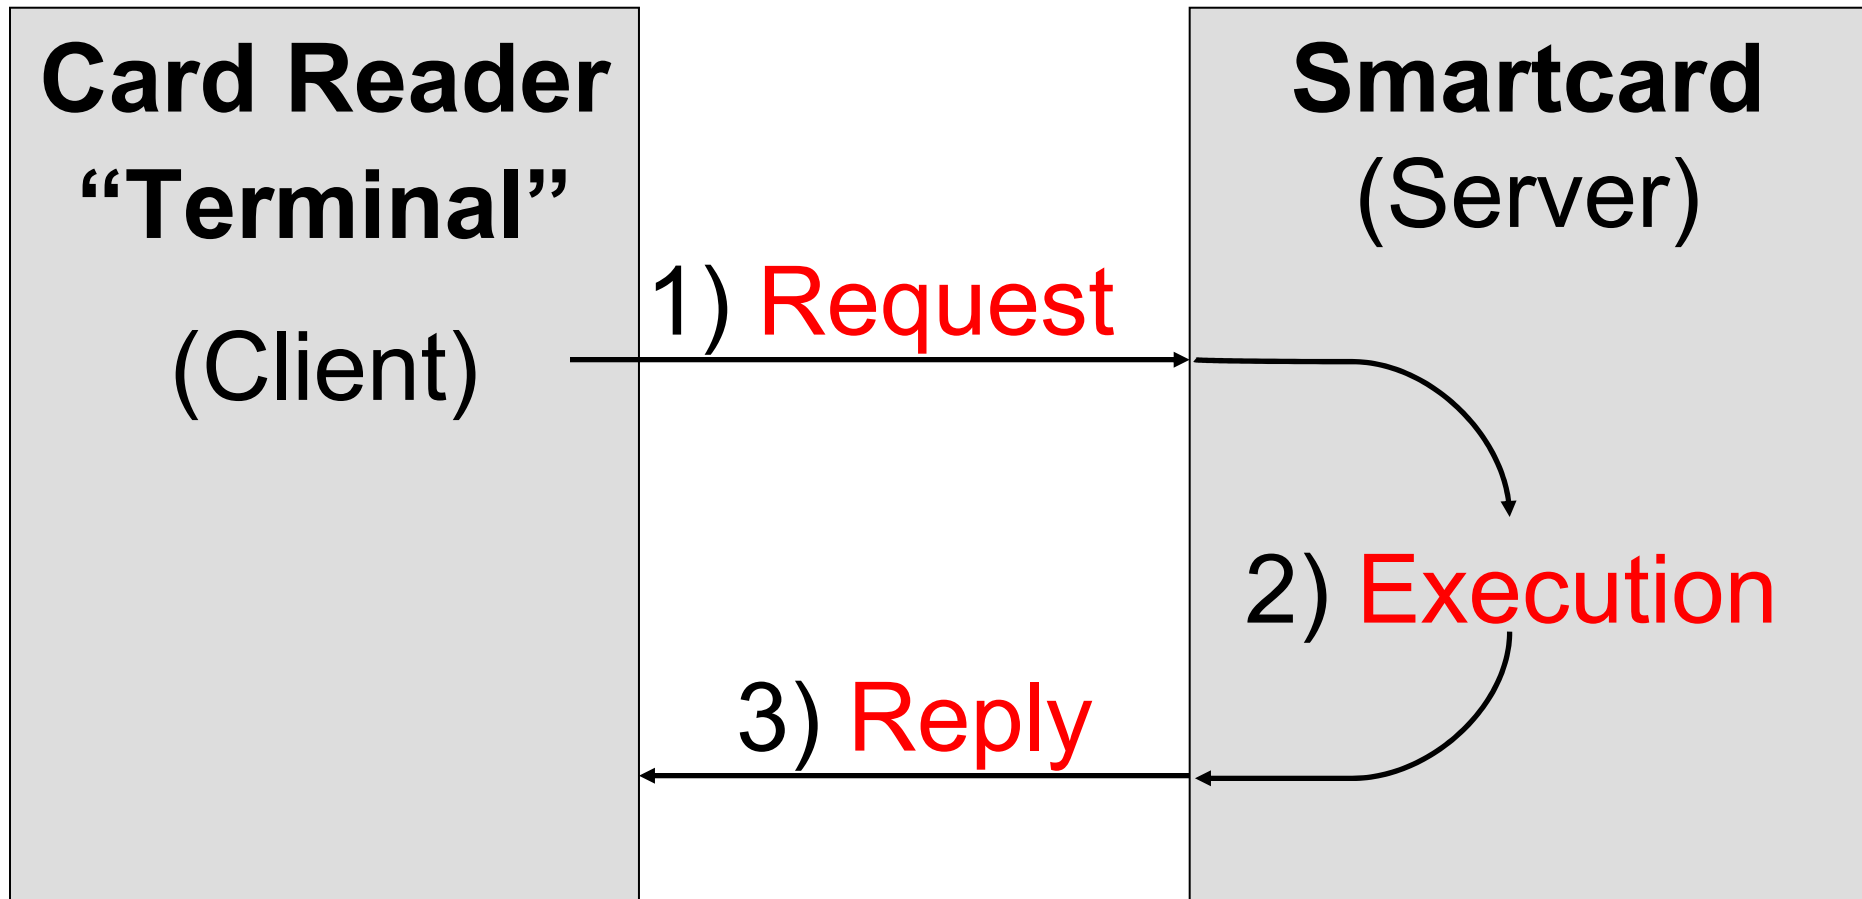 Card Reader
“Terminal”
(Client)
1) Request
Smartcard
(Server)
2) Execution
3) Reply